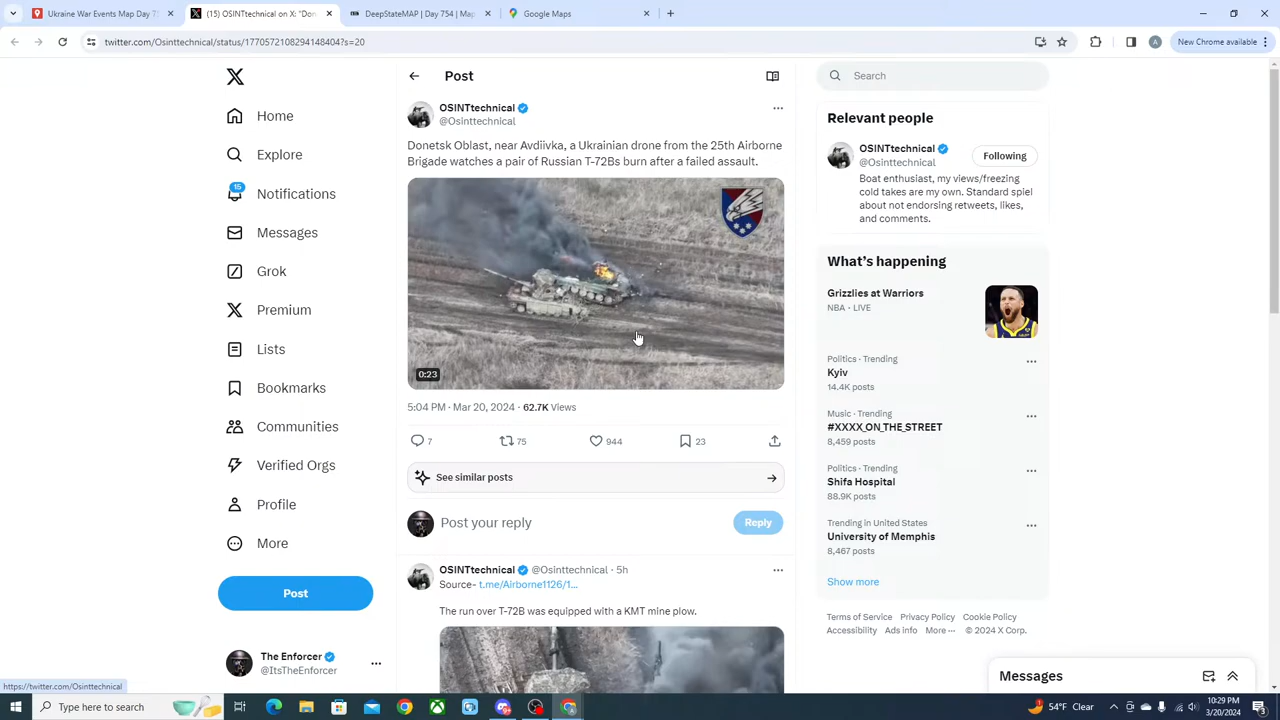 Ukraine War Events Map Day 75
(15) OSINTtechnical on X: "Don
DeepStateMAP | Day 754 | Map
Google Maps
twitter.com/Osinttechnical/status/1770572108294148404?s=20
New Chrome available
Post
Search
OSINTtechnical
@Osinttechnical
Donetsk Oblast, near Avdiivka, a Ukrainian drone from the 25th Airborne
Brigade watches a pair of Russian T-72Bs burn after a failed assault.
0:23
5:04 PM · Mar 20, 2024 · 62.7K Views
7
75
944
23
See similar posts
Post your reply
Reply
OSINTtechnical @Osinttechnical · 5h
Source- t.me/Airborne1126/1...
The run over T-72B was equipped with a KMT mine plow.
Home
Explore
15
Notifications
Messages
Grok
Premium
Lists
Bookmarks
Communities
Verified Orgs
Profile
More
Post
The Enforcer
@ItsTheEnforcer
Relevant people
OSINTtechnical
@Osinttechnical
Following
Boat enthusiast, my views/freezing
cold takes are my own. Standard spiel
about not endorsing retweets, likes,
and comments.
What's happening
Grizzlies at Warriors
NBA · LIVE
Politics · Trending
Kyiv
14.4K posts
Music · Trending
#XXXX_ON_THE_STREET
8,459 posts
Politics · Trending
Shifa Hospital
88.9K posts
Trending in United States
University of Memphis
8,467 posts
Show more
Terms of Service Privacy Policy Cookie Policy
Accessibility Ads info More ··· © 2024 X Corp.
Messages
https://twitter.com/Osinttechnical
Type here to search
54°F Clear
10:29 PM
3/20/2024